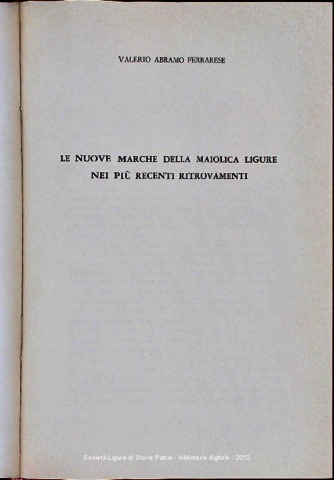 VALERIO ABRAMO FERRARESE
LE NUOVE MARCHE DELLA MAIOLICA LIGURE
NEI PIÙ RECENTI RITROVAMENTI
Società Ligure di Storia Patria - biblioteca digitale - 2012